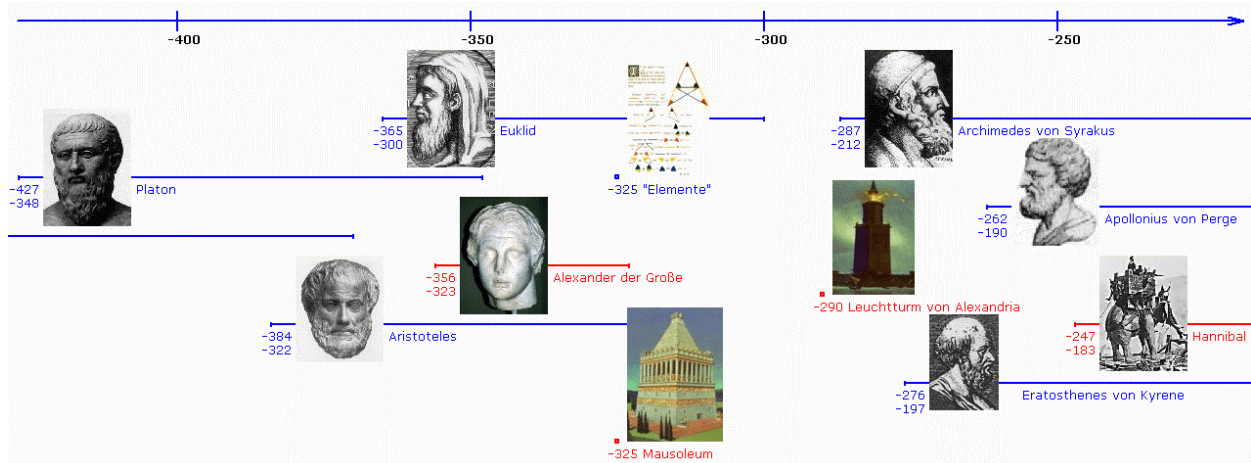 -400 -350 -300 -250
-365 Euklid
-300
-287 Archimedes von Syrakus
-212
-427 Platon
-348
-325 "Elemente"
-262 Apollonius von Perge
-190
-356 Alexander der Große
-323
-290 Leuchtturm von Alexandria
-384 Aristoteles
-322
-247 Hannibal
-183
-276 Eratosthenes von Kyrene
-197
-325 Mausoleum